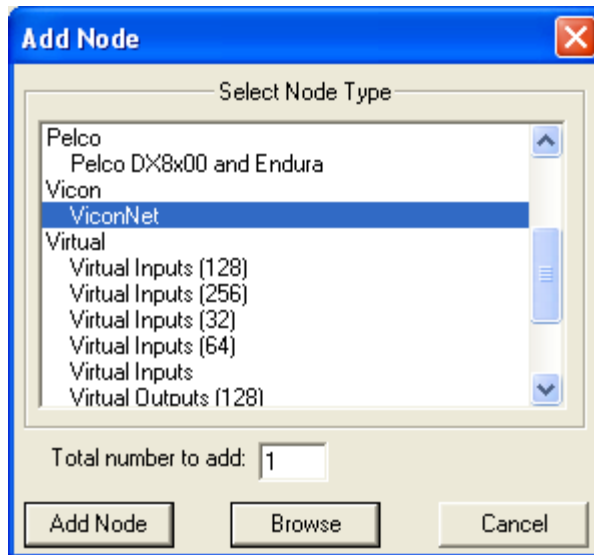 Add Node
Select Node Type
Pelco
Pelco DX8x00 and Endura
Vicon
ViconNet
Virtual
Virtual Inputs (128)
Virtual Inputs (256)
Virtual Inputs (32)
Virtual Inputs (64)
Virtual Inputs
Virtual Outputs (128)
Total number to add: 1
Add Node Browse Cancel